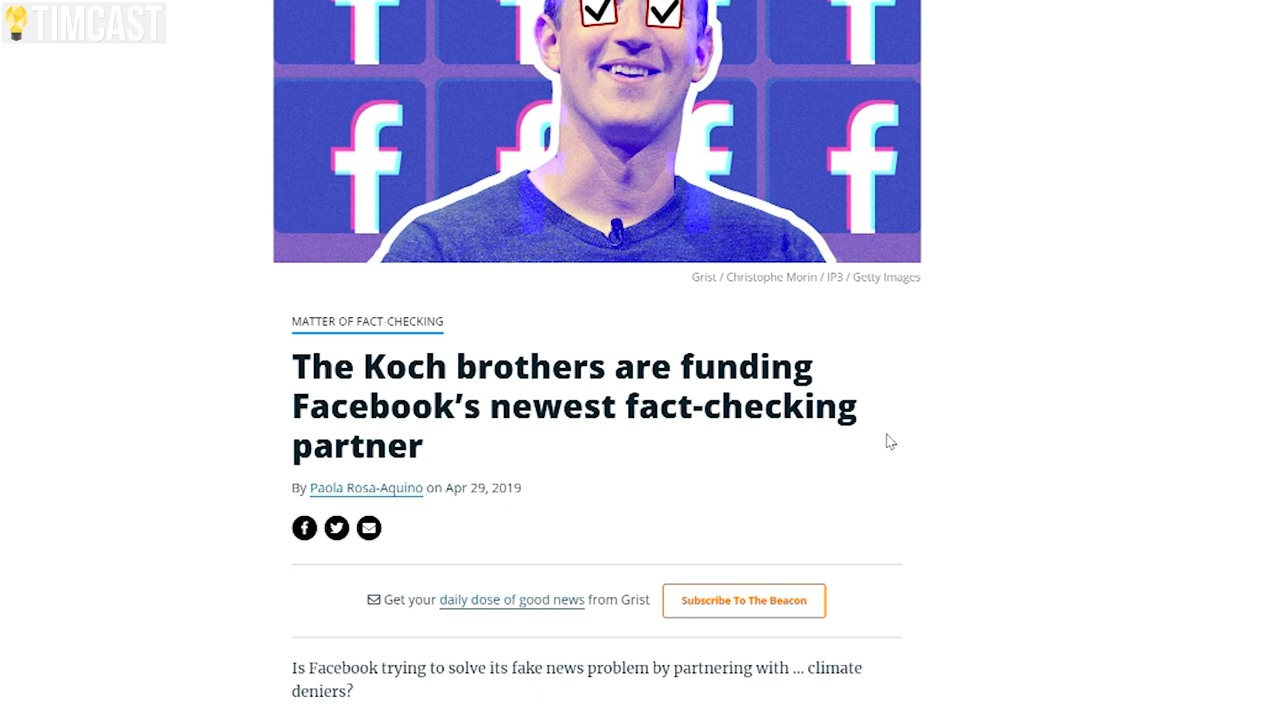 TIMCAST
f f f f
f f f f
Grist / Christophe Morin / IP3 / Getty Images
MATTER OF FACT-CHECKING
The Koch brothers are funding
Facebook’s newest fact-checking
partner
By Paola Rosa-Aquino on Apr 29, 2019
Get your daily dose of good news from Grist Subscribe To The Beacon
Is Facebook trying to solve its fake news problem by partnering with ... climate
deniers?